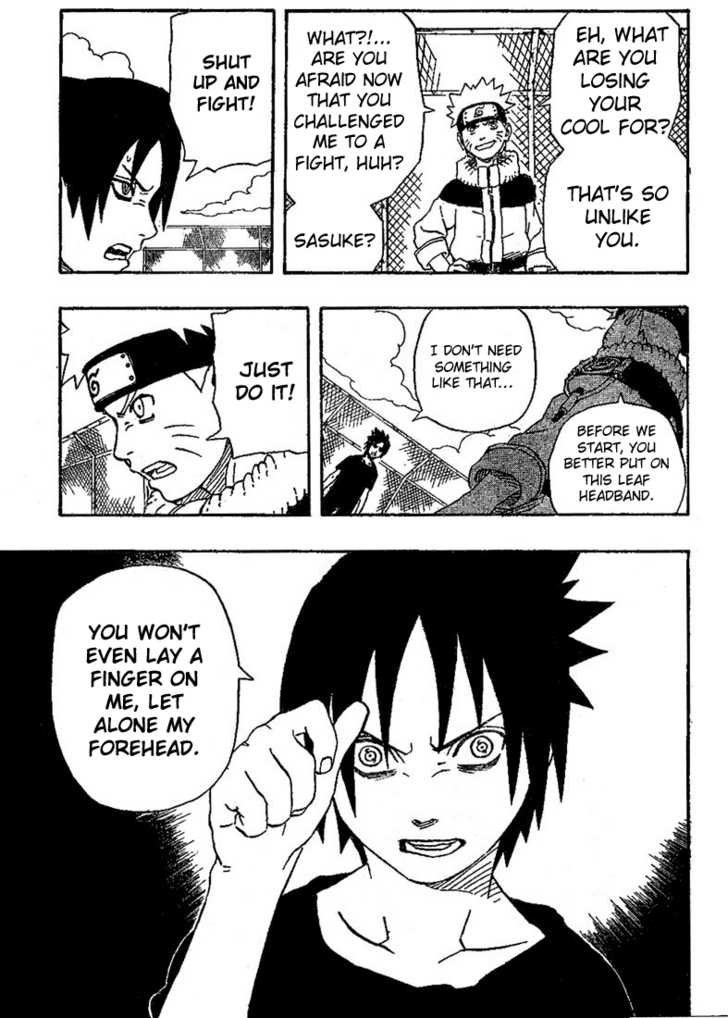 EH, WHAT
ARE YOU
LOSING
YOUR
COOL FOR?
THAT'S SO
UNLIKE
YOU.
WHAT?!...
ARE YOU
AFRAID NOW
THAT YOU
CHALLENGED
ME TO A
FIGHT, HUH?
SASUKE?
SHUT
UP AND
FIGHT!
BEFORE WE
START, YOU
BETTER PUT ON
THIS LEAF
HEADBAND.
I DON'T NEED
SOMETHING
LIKE THAT...
JUST
DO IT!
YOU WON'T
EVEN LAY A
FINGER ON
ME, LET
ALONE MY
FOREHEAD.